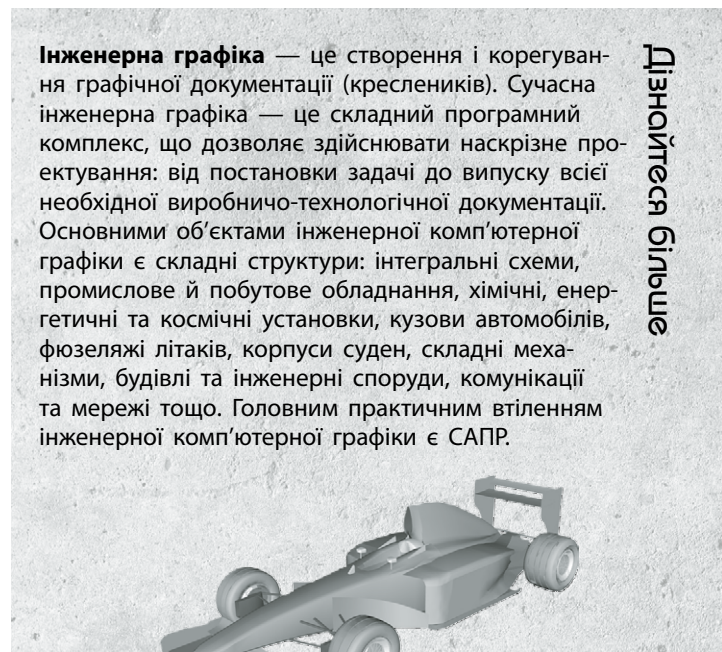 Інженерна графіка — це створення і корегуван-
ня графічної документації (креслеників). Сучасна
інженерна графіка — це складний програмний
комплекс, що дозволяє здійснювати наскрізне про-
ектування: від постановки задачі до випуску всієї
необхідної виробничо-технологічної документації.
Основними об’єктами інженерної комп’ютерної
графіки є складні структури: інтегральні схеми,
промислове й побутове обладнання, хімічні, енер-
гетичні та космічні установки, кузови автомобілів,
фюзеляжі літаків, корпуси суден, складні меха-
нізми, будівлі та інженерні споруди, комунікації
та мережі тощо. Головним практичним втіленням
інженерної комп’ютерної графіки є САПР.
Дізнайтеся більше